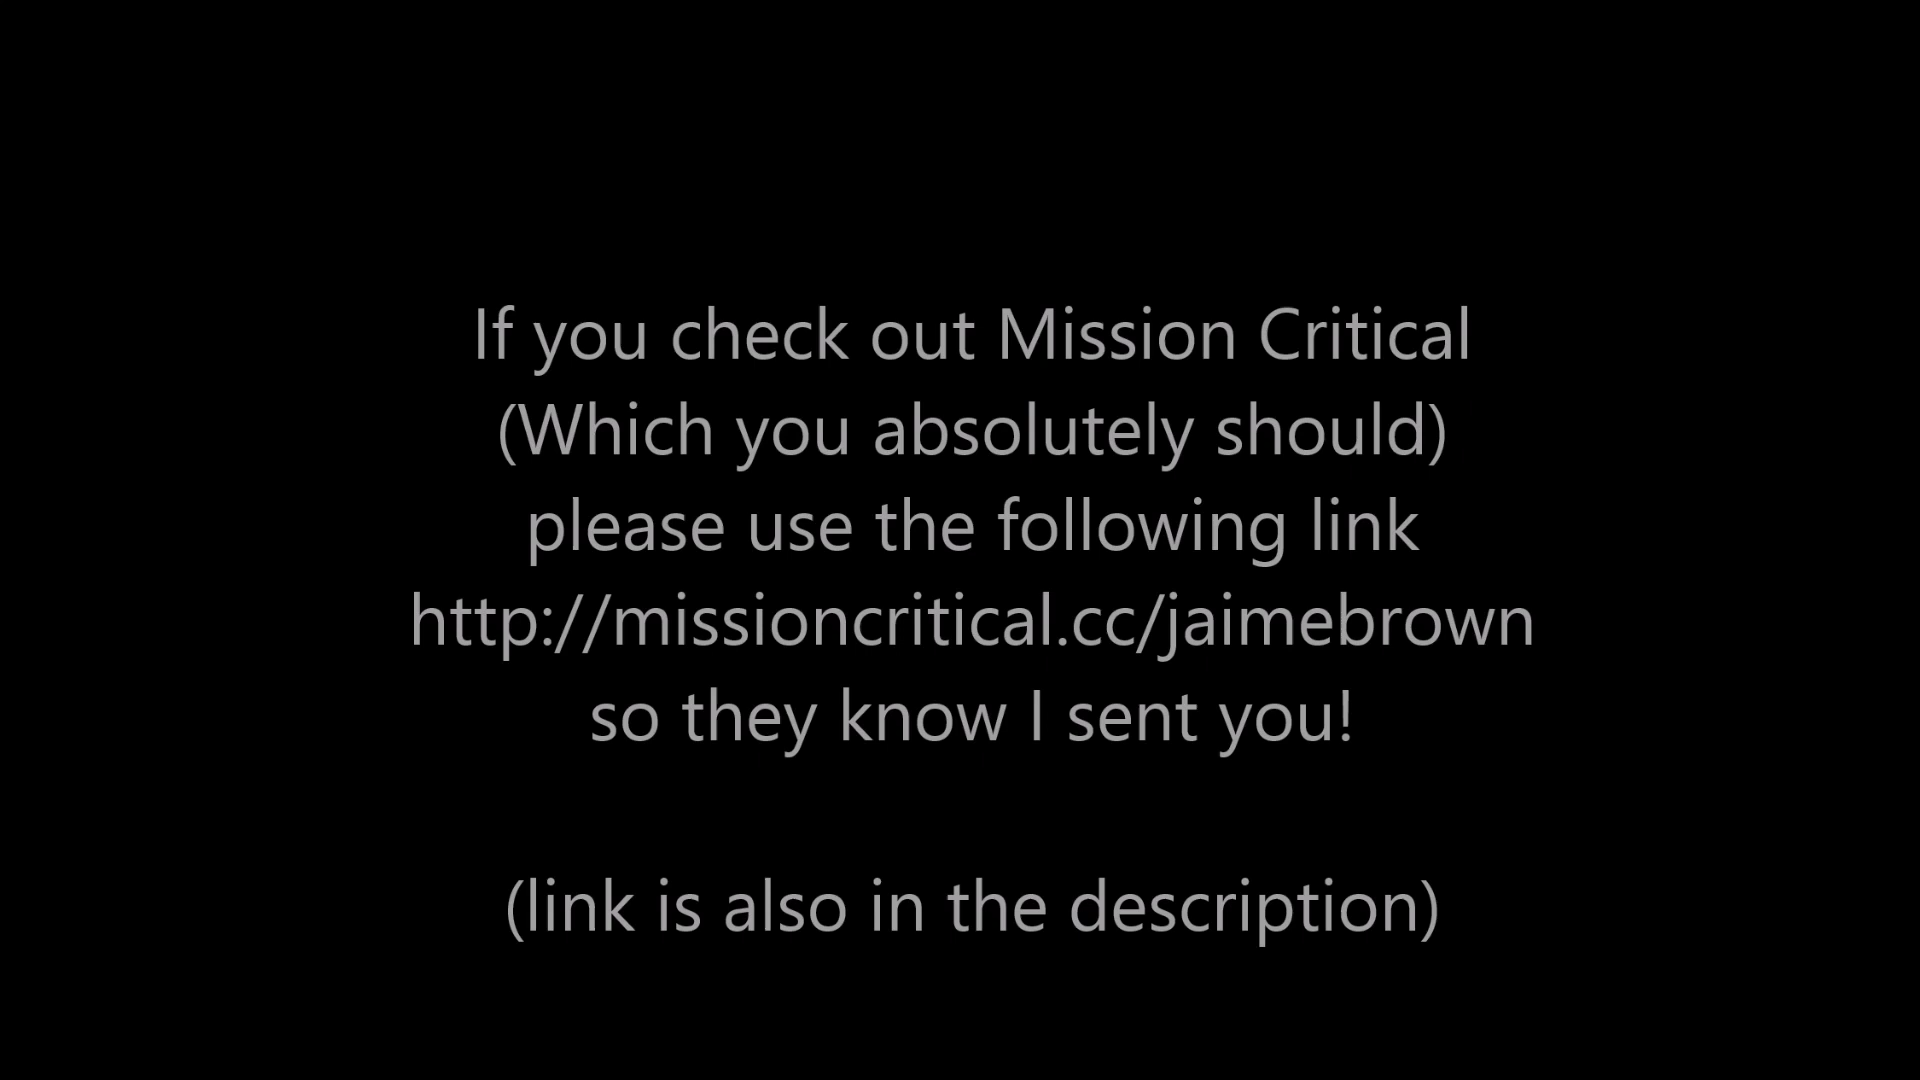 If you check out Mission Critical
(Which you absolutely should)
please use the following link
http://missioncritical.cc/jaimebrown
so they know I sent you!
(link is also in the description)